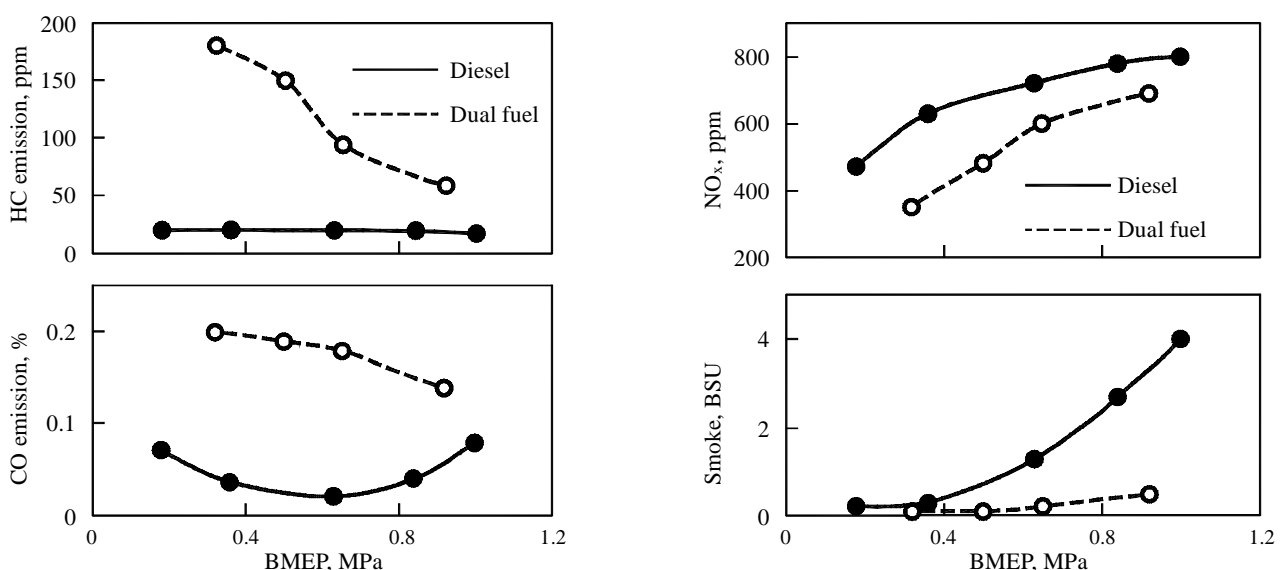 HC emission, ppm
200
150
100
50
0
Diesel
Dual fuel
CO emission, %
0.2
0.1
0
0
0.4
0.8
1.2
BMEP, MPa
NOx, ppm
800
600
400
200
Diesel
Dual fuel
Smoke, BSU
4
2
0
0
0.4
0.8
1.2
BMEP, MPa